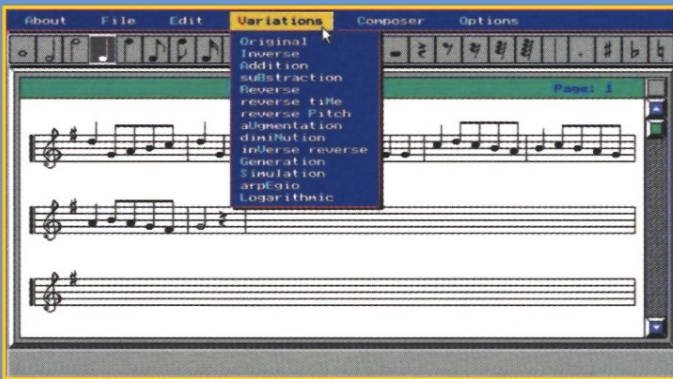 About File Edit Variations Composer Options
Original
Inverse
Addition
suBstraction
Reverse
reverse tiMe
reverse Pitch
aUgmentation
dimiNution
inVerse reverse
Generation
Simulation
arpEgio
Logarithmic
Page: 1